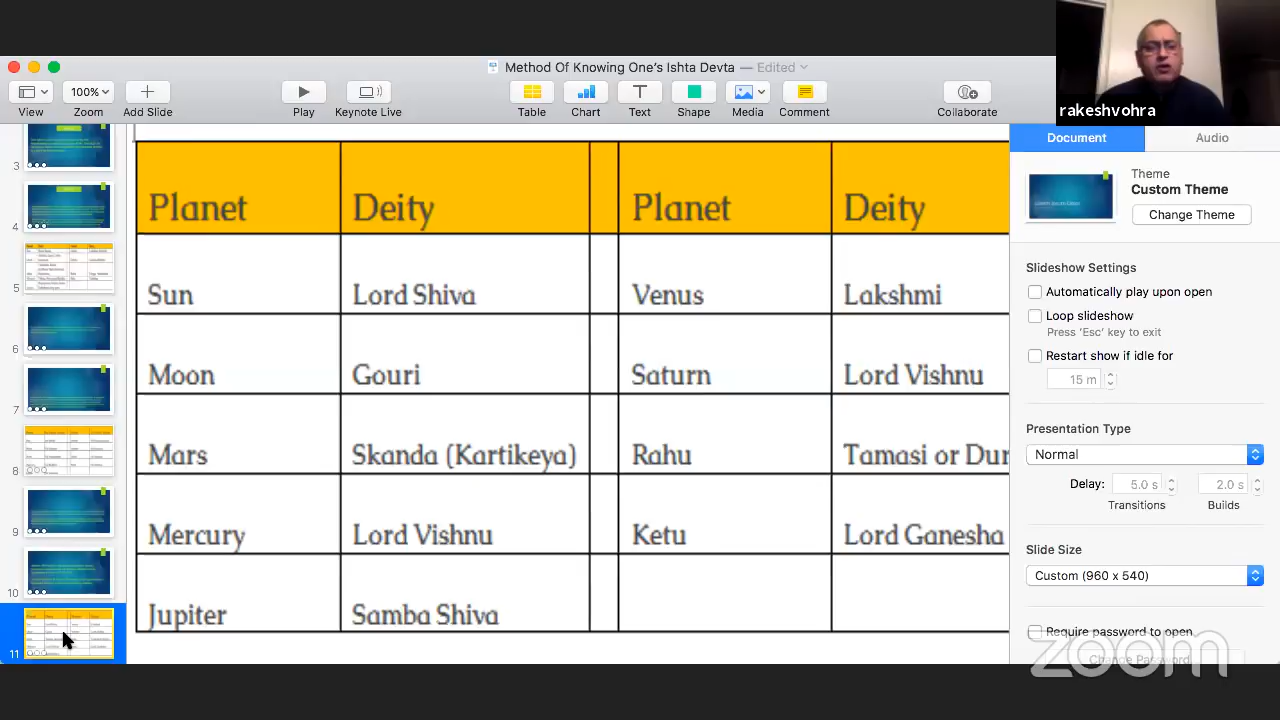 rakeshvohra
Method Of Knowing One's Ishta Devta — Edited
100%
View Zoom Add Slide Play Keynote Live Table Chart Text Shape Media Comment Collaborate
Document Audio
Theme
Custom Theme
Change Theme
Slideshow Settings
Automatically play upon open
Loop slideshow
Press 'Esc' key to exit
Restart show if idle for
15 m
Presentation Type
Normal
Delay: 5.0 s 2.0 s
Transitions Builds
Slide Size
Custom (960 x 540)
Require password to open
Change Password
zoom
3
4
5
6
7
8
9
10
11
Planet Deity Planet Deity
Sun Lord Shiva Venus Lakshmi
Moon Gouri Saturn Lord Vishnu
Mars Skanda (Kartikeya) Rahu Tamasi or Dur
Mercury Lord Vishnu Ketu Lord Ganesha
Jupiter Samba Shiva